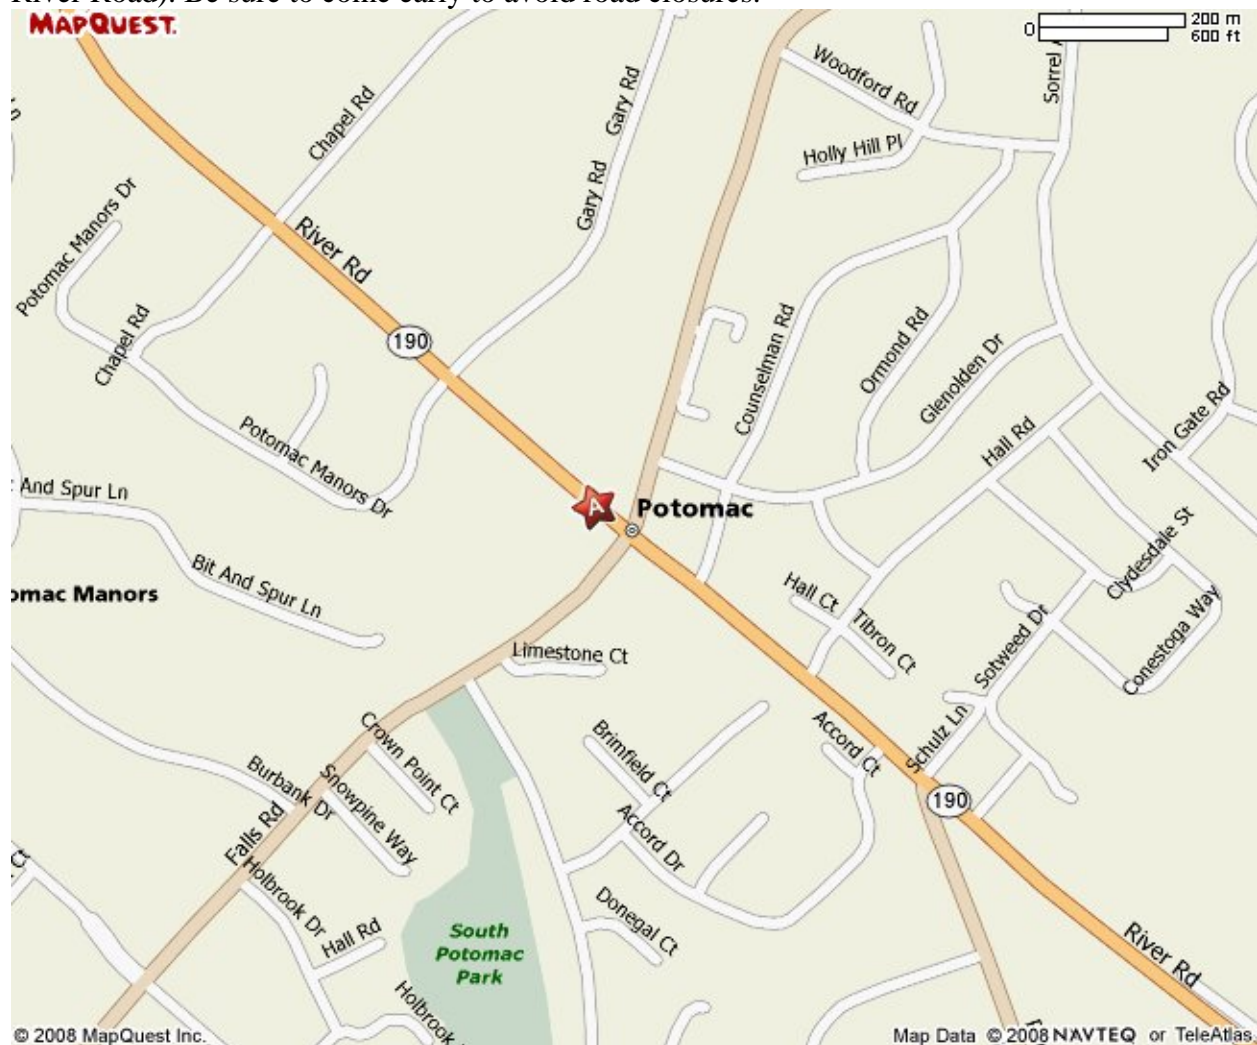 River Road). Be sure to come early to avoid road closures.
MAPQUEST.
0
200 m
600 ft
Woodford Rd
Sorrel
Chapel Rd
Gary Rd
Holly Hill Pl
Gary Rd
Potomac Manors Dr
River Rd
190
Chapel Rd
Counselman Rd
Ormond Rd
Glenolden Dr
Iron Gate Rd
Hall Rd
Potomac Manors Dr
And Spur Ln
A
Potomac
Clydesdale St
Bit And Spur Ln
omac Manors
Hall Ct
Tibron Ct
Conestoga Way
Sotweed Dr
Limestone Ct
Crown Point Ct
Brimfield Ct
Accord Ct
Schulz Ln
Burbank Dr
Snowpine Way
190
Falls Rd
Accord Dr
Ct
Holbrook Dr
Donegal Ct
Hall Rd
South
Potomac
Park
River Rd
Holbrook
© 2008 MapQuest Inc.
Map Data © 2008 NAVTEQ or TeleAtlas